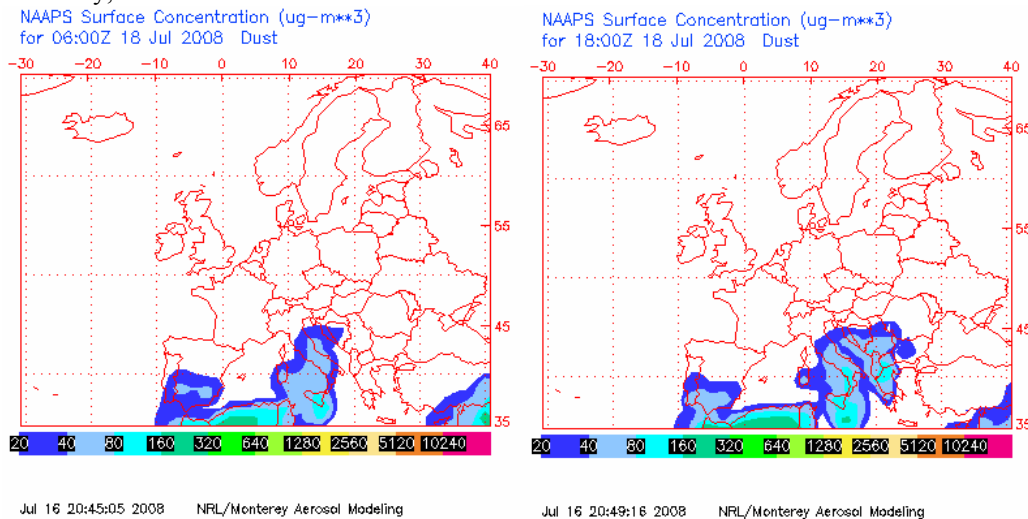 NAAPS Surface Concentration (ug-m**3)
for 06:00Z 18 Jul 2008 Dust
-30 -20 -10 0 10 20 30 40
65
55
45
35
20 40 80 160 320 640 1280 2560 5120 10240
Jul 16 20:45:05 2008 NRL/Monterey Aerosol Modeling
NAAPS Surface Concentration (ug-m**3)
for 18:00Z 18 Jul 2008 Dust
-30 -20 -10 0 10 20 30 40
65
55
45
35
20 40 80 160 320 640 1280 2560 5120 10240
Jul 16 20:49:16 2008 NRL/Monterey Aerosol Modeling